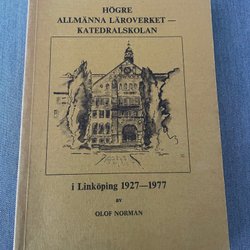 HÖGRE
ALLMÄNNA LÄROVERKET —
KATEDRALSKOLAN
i Linköping 1927—1977
AV
OLOF NORMAN